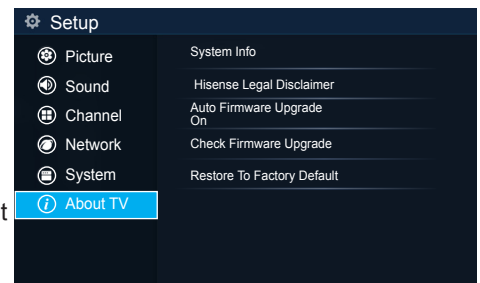 Setup
Picture
Sound
Channel
Network
System
t
About TV
System Info
Hisense Legal Disclaimer
Auto Firmware Upgrade
On
Check Firmware Upgrade
Restore To Factory Default